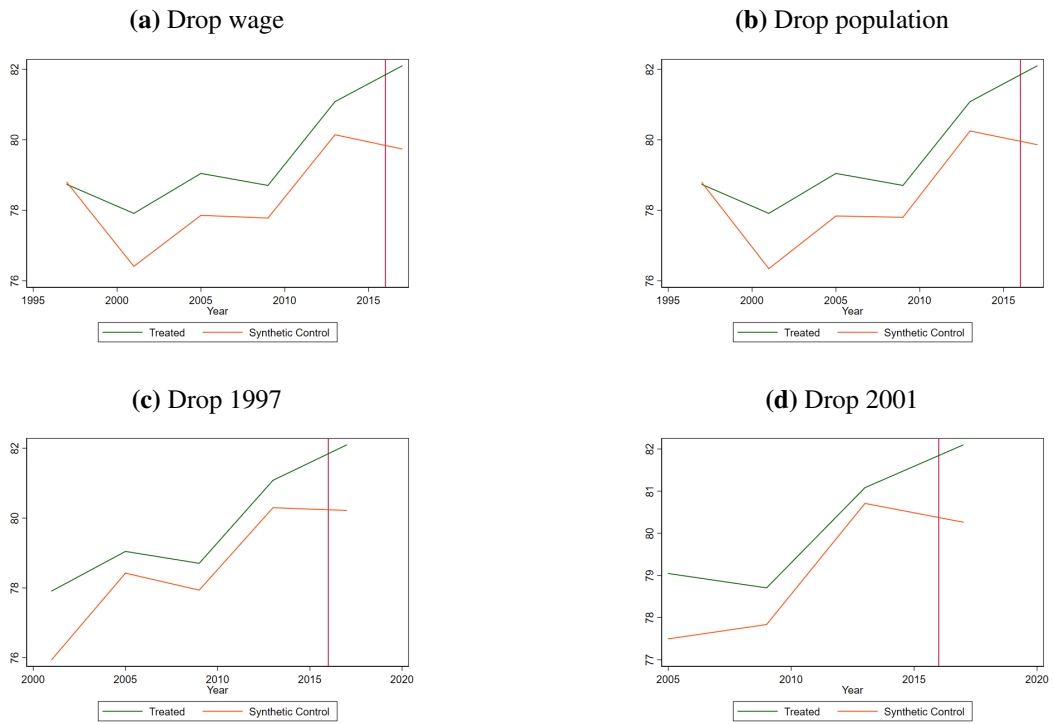 (a) Drop wage
82
80
78
76
1995 2000 2005 2010 2015
Year
Treated Synthetic Control
(b) Drop population
82
80
78
76
1995 2000 2005 2010 2015
Year
Treated Synthetic Control
(c) Drop 1997
82
80
78
76
2000 2005 2010 2015 2020
Year
Treated Synthetic Control
(d) Drop 2001
82
81
80
79
78
77
2005 2010 2015 2020
Year
Treated Synthetic Control